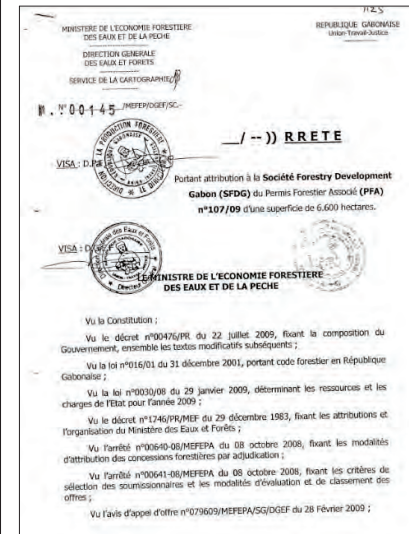 1125
MINISTERE DE L'ECONOMIE FORESTIERE
DES EAUX ET DE LA PECHE
REPUBLIQUE GABONAISE
Union-Travail-Justice
DIRECTION GENERALE
DES EAUX ET FORETS
SERVICE DE LA CARTOGRAPHIE
N° 00145 /MEFEP/DGEF/SC.-
__/ -- )) RRETE
VISA :
Portant attribution à la Société Forestry Development
Gabon (SFDG) du Permis Forestier Associé (PFA)
n°107/09 d'une superficie de 6.600 hectares.
VISA :
LE MINISTRE DE L'ECONOMIE FORESTIERE
DES EAUX ET DE LA PECHE
Vu la Constitution ;
Vu le décret n°00476/PR du 22 juillet 2009, fixant la composition du
Gouvernement, ensemble les textes modificatifs subséquents ;
Vu la loi n°016/01 du 31 décembre 2001, portant code forestier en République
Gabonaise ;
Vu la loi n°0030/08 du 29 janvier 2009, déterminant les ressources et les
charges de l'Etat pour l'année 2009 ;
Vu le décret n°1746/PR/MEF du 29 décembre 1983, fixant les attributions et
l'organisation du Ministère des Eaux et Forêts ;
Vu l'arrêté n°00640-08/MEFEPA du 08 octobre 2008, fixant les modalités
d'attribution des concessions forestières par adjudication ;
Vu l'arrêté n°00641-08/MEFEPA du 08 octobre 2008, fixant les critères de
sélection des soumissionnaires et les modalités d'évaluation et de classement des
offres ;
Vu l'avis d'appel d'offre n°079609/MEFEPA/SG/DGEF du 28 Février 2009 ;